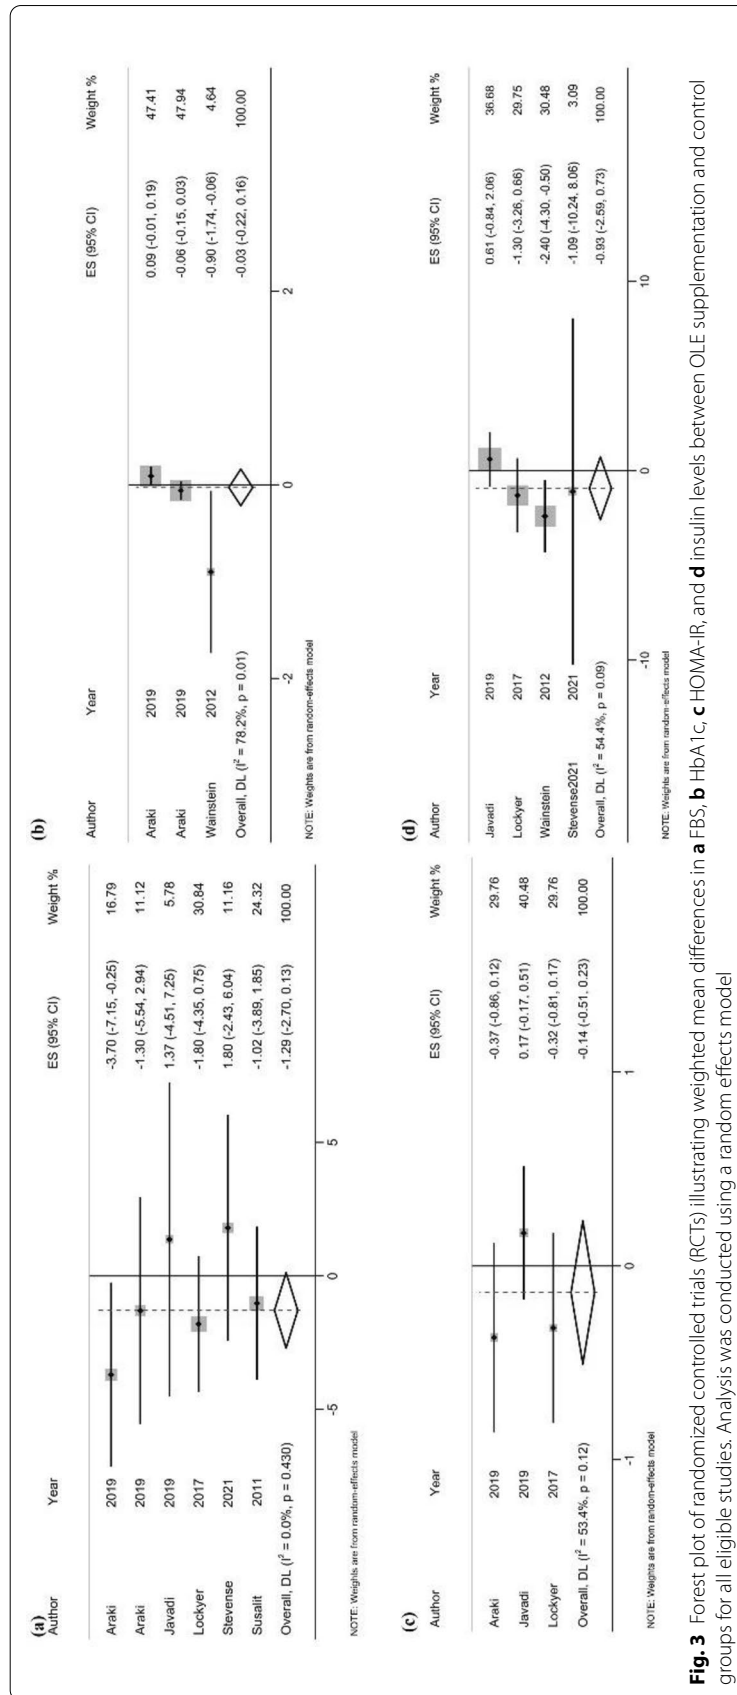 (a)
Author Year ES (95% CI) Weight %
Araki 2019 -3.70 (-7.15, -0.25) 16.79
Araki 2019 -1.30 (-5.54, 2.94) 11.12
Javadi 2019 1.37 (-4.51, 7.25) 5.78
Lockyer 2017 -1.80 (-4.35, 0.75) 30.84
Stevense 2021 1.80 (-2.43, 6.04) 11.16
Susalit 2011 -1.02 (-3.89, 1.85) 24.32
Overall, DL (I² = 0.0%, p = 0.430) -1.29 (-2.70, 0.13) 100.00
-5 0 5
NOTE: Weights are from random-effects model
(b)
Author Year ES (95% CI) Weight %
Araki 2019 0.09 (-0.01, 0.19) 47.41
Araki 2019 -0.06 (-0.15, 0.03) 47.94
Wainstein 2012 -0.90 (-1.74, -0.06) 4.64
Overall, DL (I² = 78.2%, p = 0.01) -0.03 (-0.22, 0.16) 100.00
-2 0 2
NOTE: Weights are from random-effects model
(c)
Author Year ES (95% CI) Weight %
Araki 2019 -0.37 (-0.86, 0.12) 29.76
Javadi 2019 0.17 (-0.17, 0.51) 40.48
Lockyer 2017 -0.32 (-0.81, 0.17) 29.76
Overall, DL (I² = 53.4%, p = 0.12) -0.14 (-0.51, 0.23) 100.00
-1 0 1
NOTE: Weights are from random-effects model
(d)
Author Year ES (95% CI) Weight %
Javadi 2019 0.61 (-0.84, 2.06) 36.68
Lockyer 2017 -1.30 (-3.26, 0.66) 29.75
Wainstein 2012 -2.40 (-4.30, -0.50) 30.48
Stevense2021 2021 -1.09 (-10.24, 8.06) 3.09
Overall, DL (I² = 54.4%, p = 0.09) -0.93 (-2.59, 0.73) 100.00
-10 0 10
NOTE: Weights are from random-effects model
Fig. 3 Forest plot of randomized controlled trials (RCTs) illustrating weighted mean differences in a FBS, b HbA1c, c HOMA-IR, and d insulin levels between OLE supplementation and control
groups for all eligible studies. Analysis was conducted using a random effects model